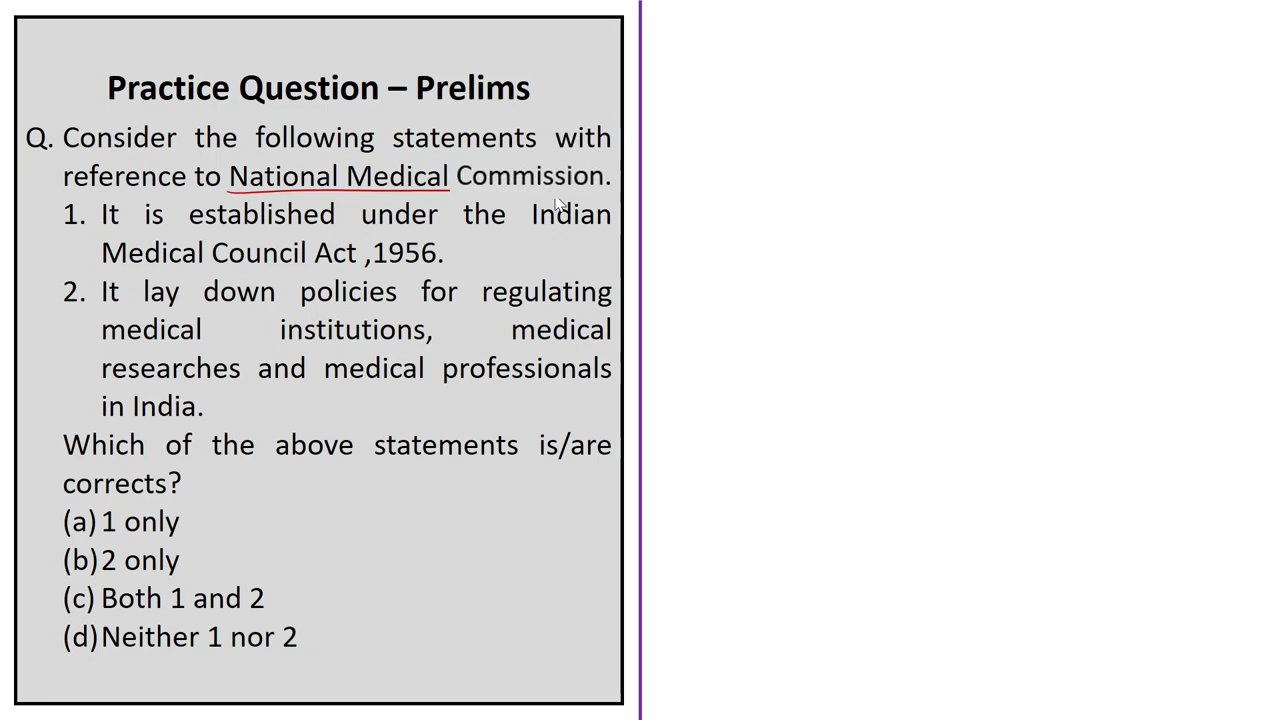 Practice Question – Prelims
Q. Consider the following statements with
reference to National Medical Commission.
1. It is established under the Indian
Medical Council Act ,1956.
2. It lay down policies for regulating
medical institutions, medical
researches and medical professionals
in India.
Which of the above statements is/are
corrects?
(a) 1 only
(b) 2 only
(c) Both 1 and 2
(d) Neither 1 nor 2